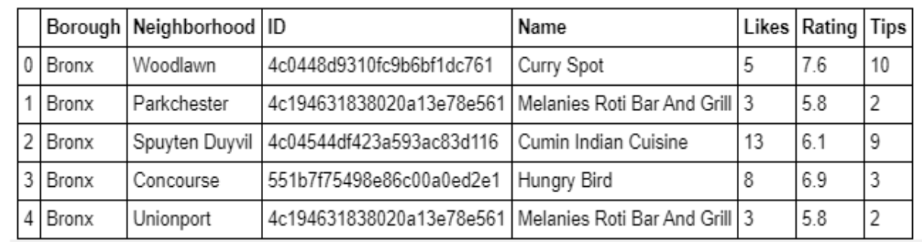 Borough Neighborhood ID Name Likes Rating Tips
0 Bronx Woodlawn 4c0448d9310fc9b6bf1dc761 Curry Spot 5 7.6 10
1 Bronx Parkchester 4c194631838020a13e78e561 Melanies Roti Bar And Grill 3 5.8 2
2 Bronx Spuyten Duyvil 4c04544df423a593ac83d116 Cumin Indian Cuisine 13 6.1 9
3 Bronx Concourse 551b7f75498e86c00a0ed2e1 Hungry Bird 8 6.9 3
4 Bronx Unionport 4c194631838020a13e78e561 Melanies Roti Bar And Grill 3 5.8 2